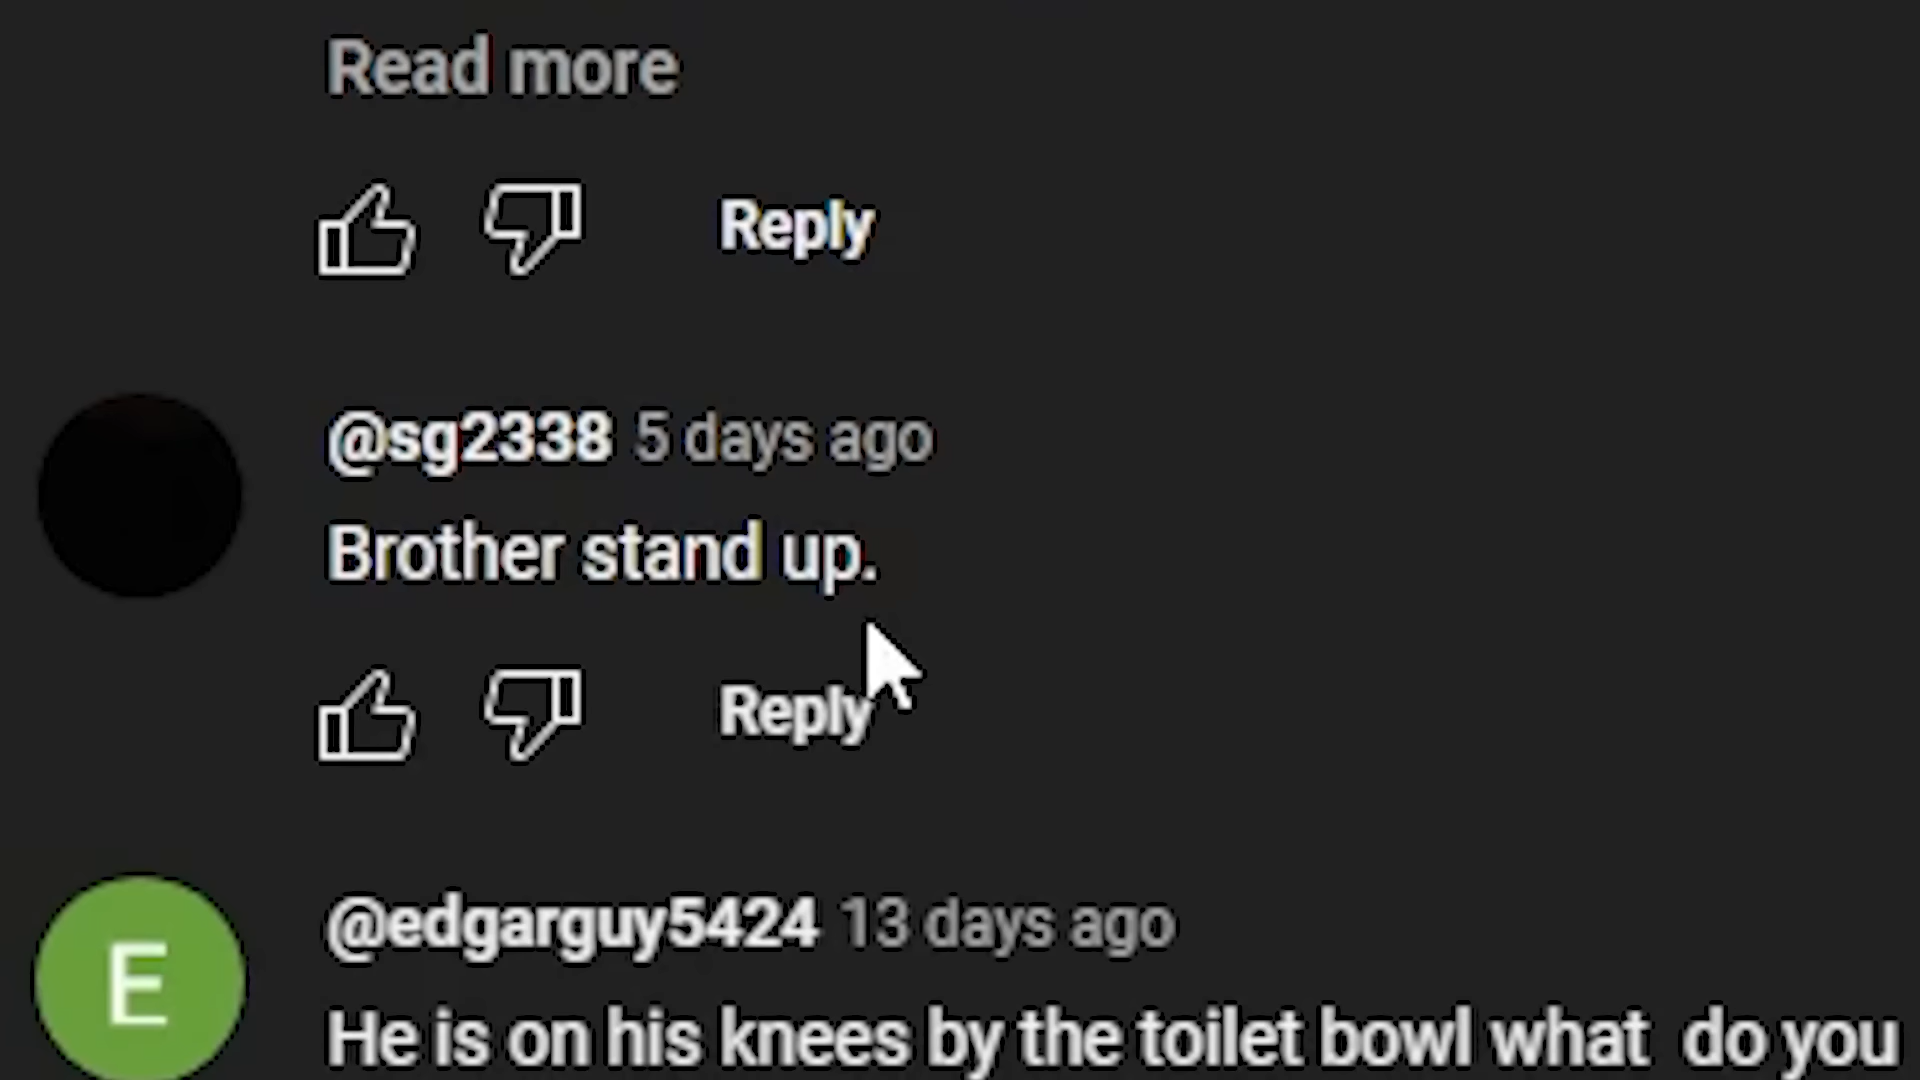 Read more
Reply
@sg2338 5 days ago
Brother stand up.
Reply
E
@edgarguy5424 13 days ago
He is on his knees by the toilet bowl what do you